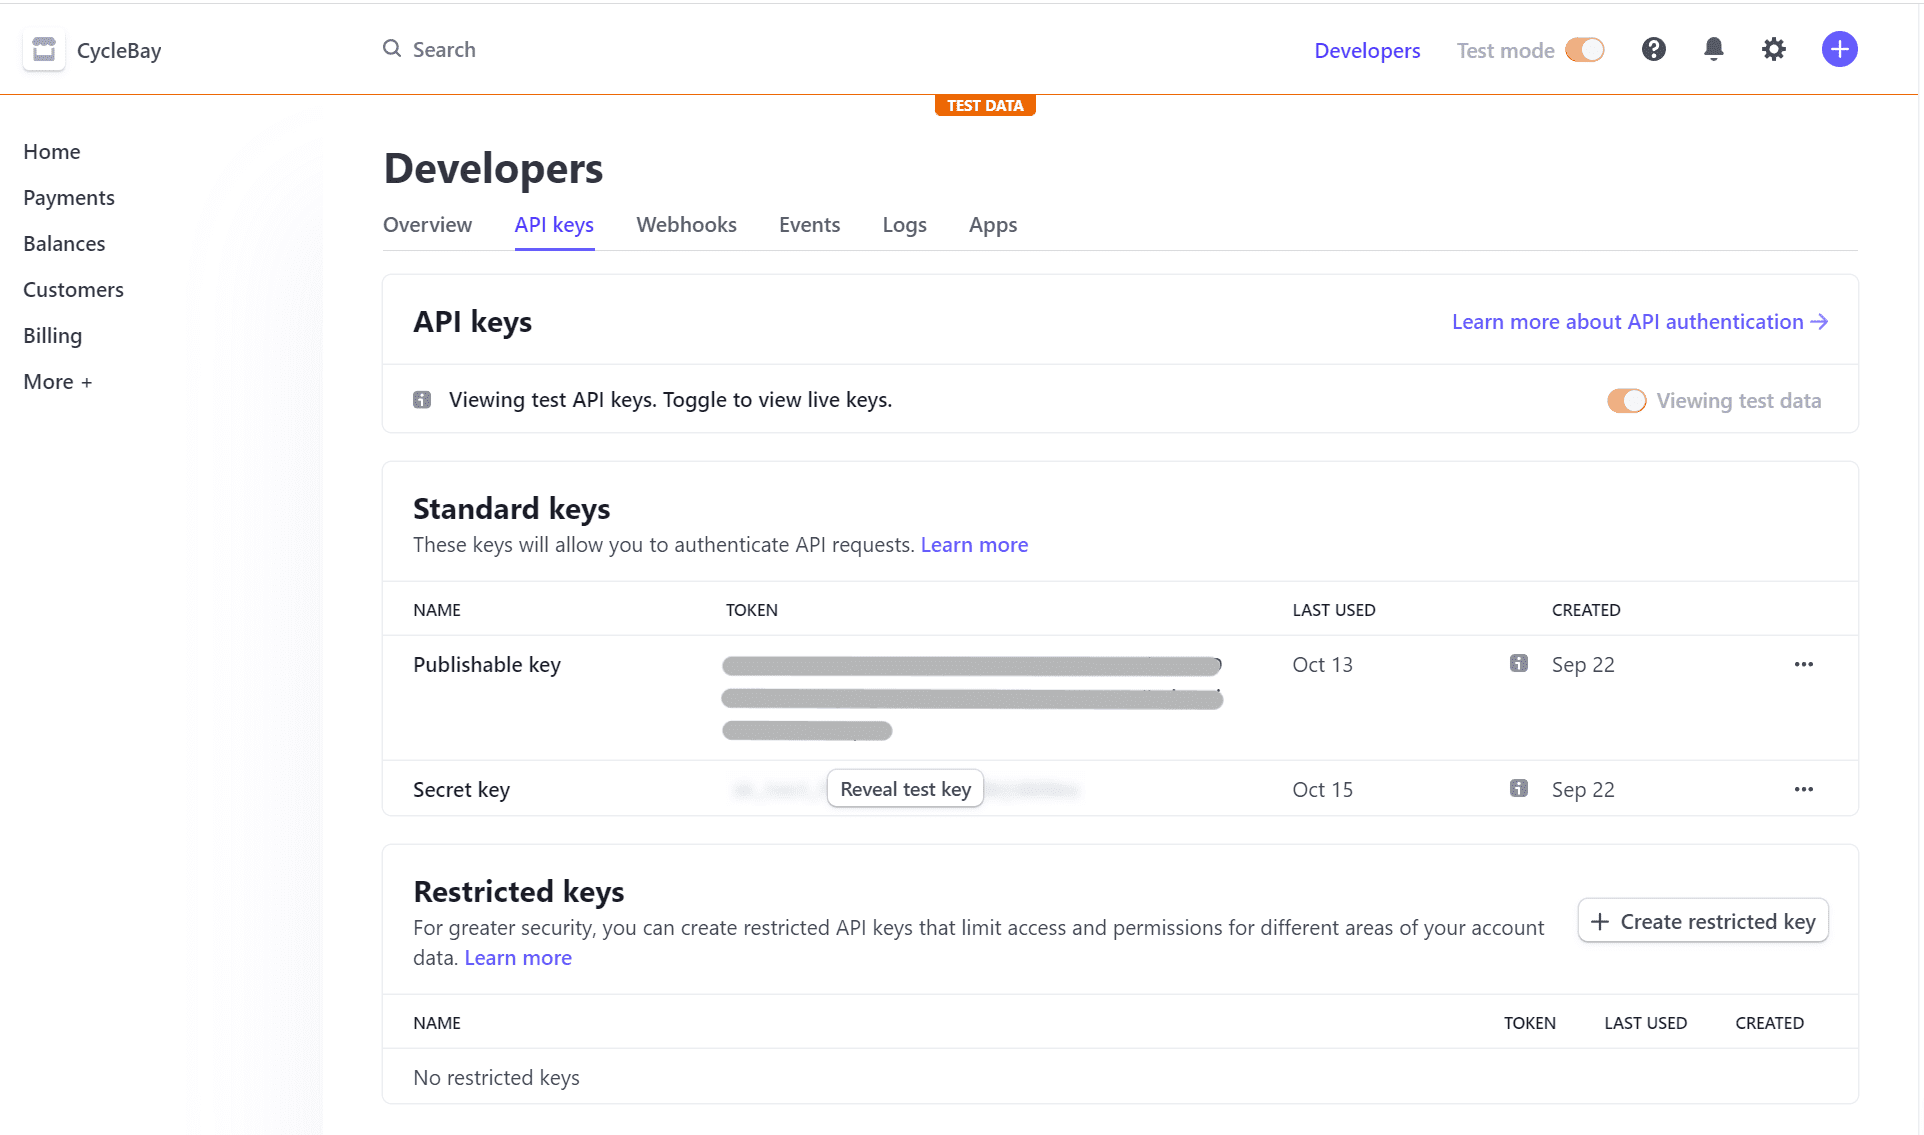 CycleBay
Search
Developers
Test mode
TEST DATA
Home
Payments
Balances
Customers
Billing
More +
Developers
Overview
API keys
Webhooks
Events
Logs
Apps
API keys
Learn more about API authentication →
Viewing test API keys. Toggle to view live keys.
Viewing test data
Standard keys
These keys will allow you to authenticate API requests. Learn more
NAME TOKEN LAST USED CREATED
Publishable key Oct 13 Sep 22
Secret key Reveal test key Oct 15 Sep 22
Restricted keys
For greater security, you can create restricted API keys that limit access and permissions for different areas of your account
data. Learn more
+ Create restricted key
NAME TOKEN LAST USED CREATED
No restricted keys